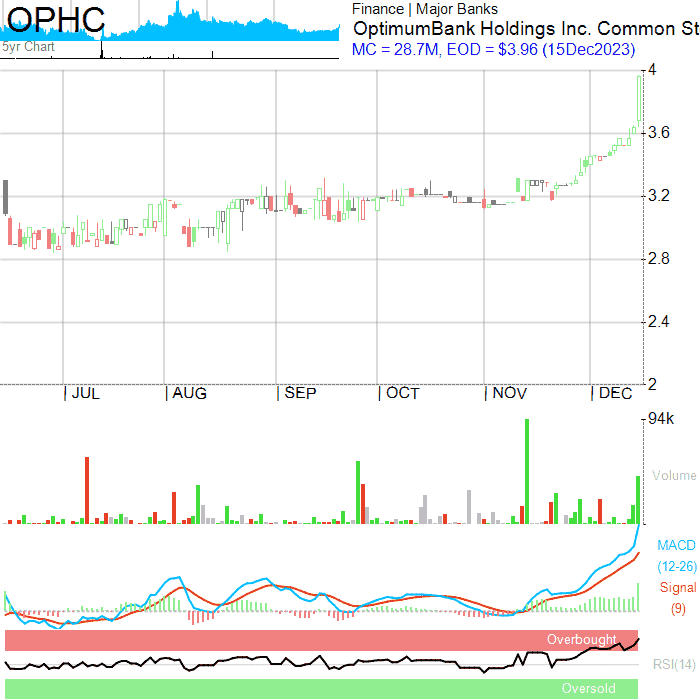 OPHC
5yr Chart
Finance | Major Banks
OptimumBank Holdings Inc. Common St
MC = 28.7M, EOD = $3.96 (15Dec2023)
4
3.6
3.2
2.8
2.4
2
| JUL | AUG | SEP | OCT | NOV | DEC
94k
Volume
MACD
(12-26)
Signal
(9)
Overbought
RSI(14)
Oversold